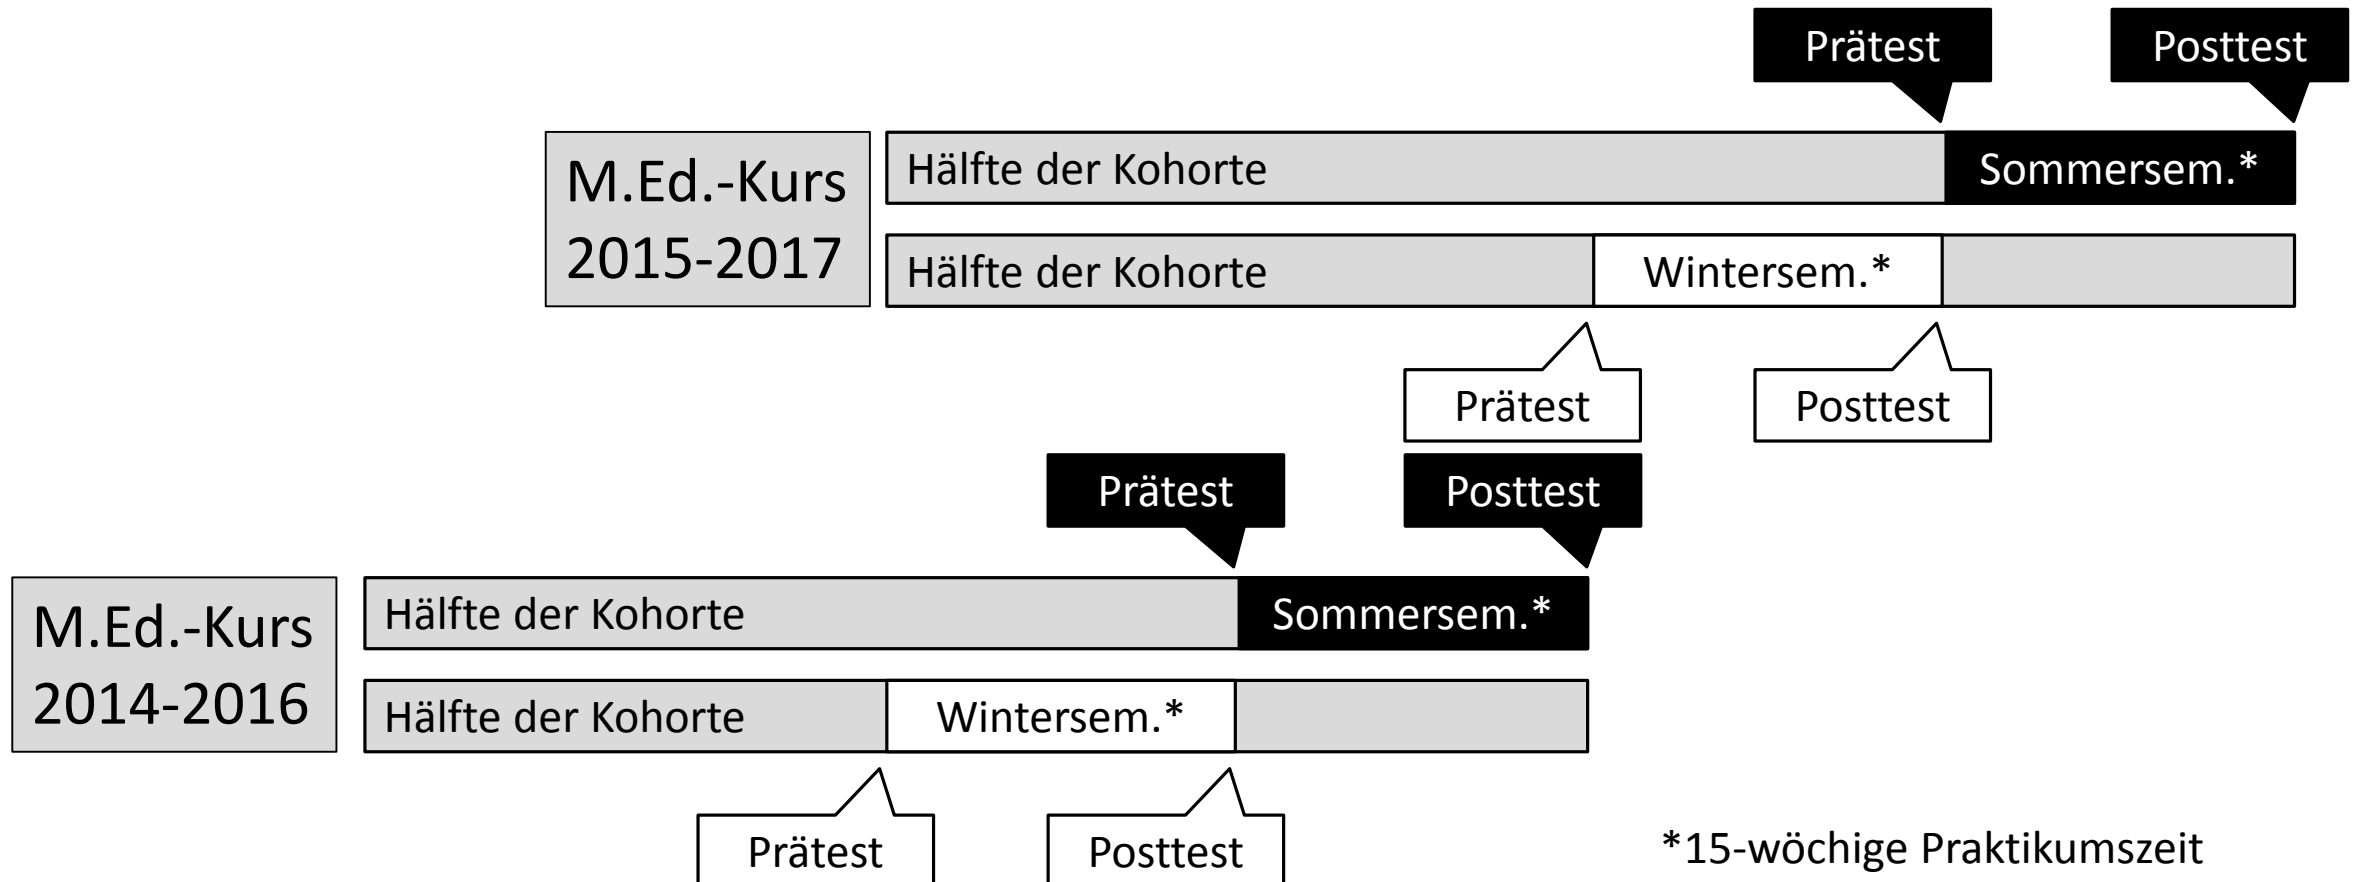 Prätest
Posttest
M.Ed.-Kurs
2015-2017
Hälfte der Kohorte
Sommersem.*
Hälfte der Kohorte
Wintersem.*
Prätest
Posttest
Prätest
Posttest
M.Ed.-Kurs
2014-2016
Hälfte der Kohorte
Sommersem.*
Hälfte der Kohorte
Wintersem.*
Prätest
Posttest
*15-wöchige Praktikumszeit